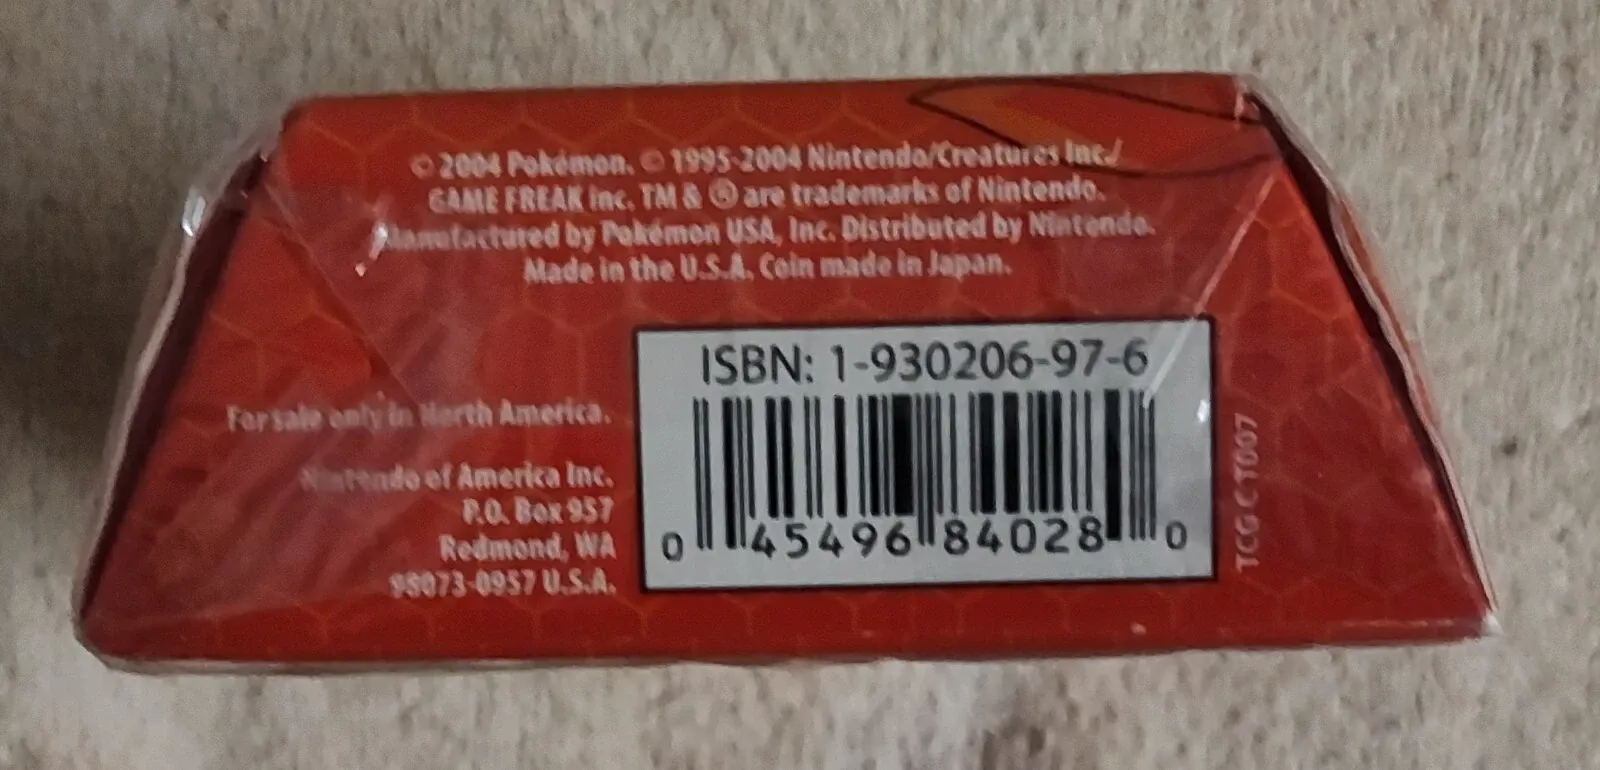 © 2004 Pokémon. © 1995-2004 Nintendo/Creatures Inc./
GAME FREAK inc. TM & ® are trademarks of Nintendo.
Manufactured by Pokémon USA, Inc. Distributed by Nintendo.
Made in the U.S.A. Coin made in Japan.
For sale only in North America.
Nintendo of America Inc.
P.O. Box 957
Redmond, WA
98073-0957 U.S.A.
ISBN: 1-930206-97-6
0 45496 84028 0
TCG C1007